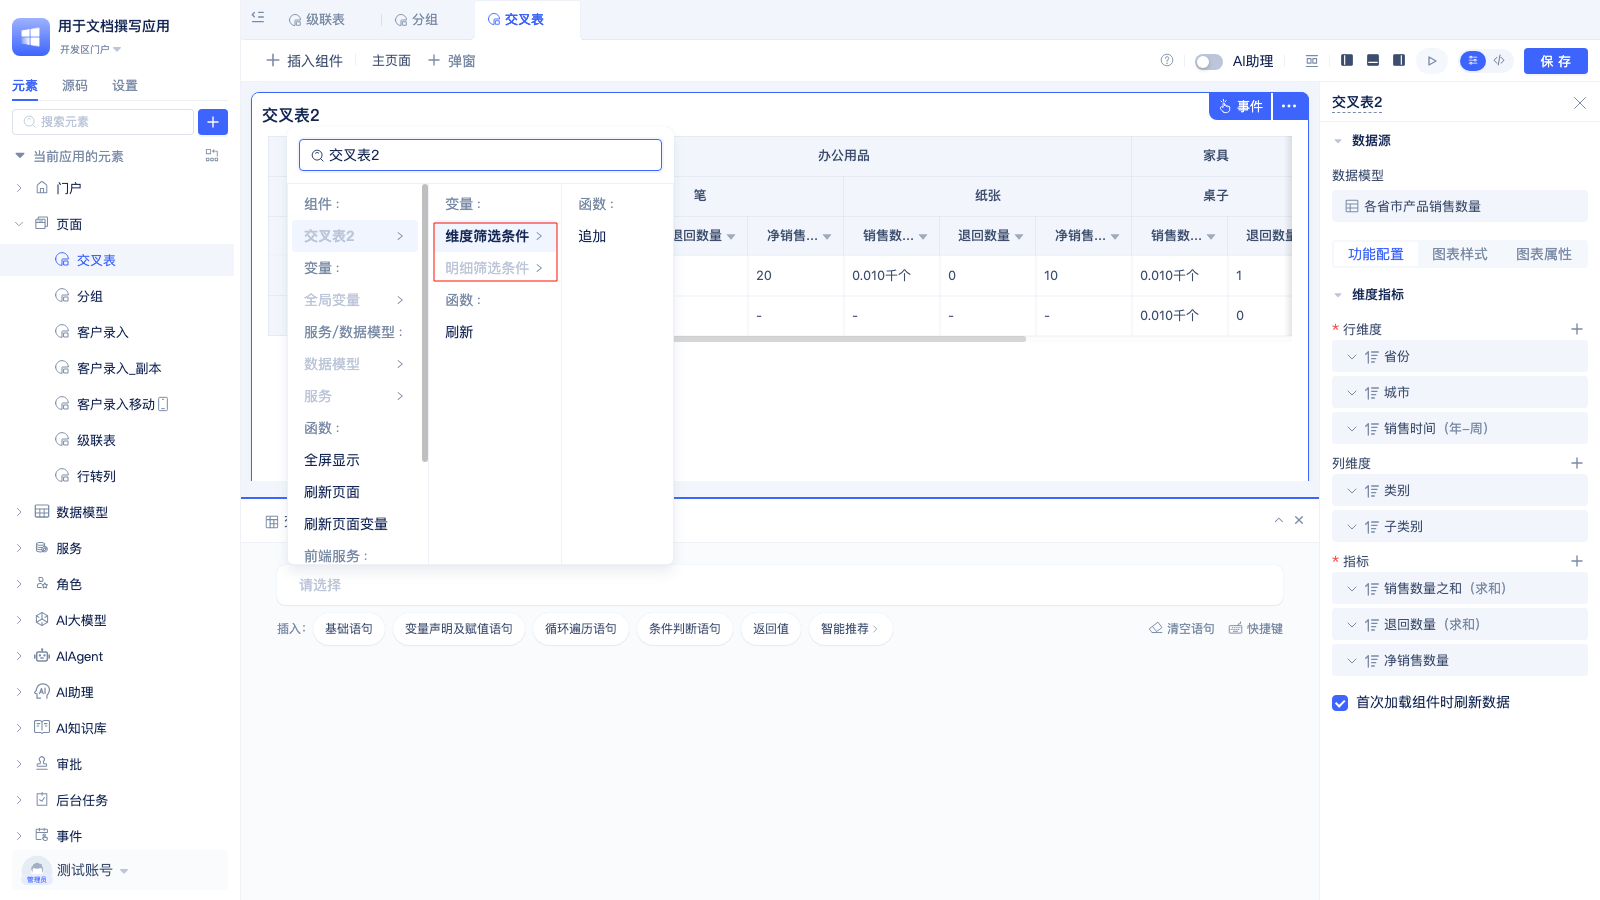 用于文档撰写应用
开发区门户
元素 源码 设置
搜索元素
当前应用的元素
门户
页面
交叉表
分组
客户录入
客户录入_副本
客户录入移动
级联表
行转列
数据模型
服务
角色
AI大模型
AIAgent
AI助理
AI知识库
审批
后台任务
事件
管理员
测试账号
级联表 分组 交叉表
插入组件 主页面 弹窗
AI助理
保 存
交叉表2
事件
交叉表2
组件：
交叉表2
变量：
全局变量
服务/数据模型：
数据模型
服务
函数：
全屏显示
刷新页面
刷新页面变量
前端服务：
变量：
维度筛选条件
明细筛选条件
函数：
刷新
函数：
追加
办公用品 家具
笔 纸张 桌子
退回数量 净销售... 销售数... 退回数量 净销售... 销售数... 退回数量
20 0.010千个 0 10 0.010千个 1
- - - - 0.010千个 0
请选择
插入： 基础语句 变量声明及赋值语句 循环遍历语句 条件判断语句 返回值 智能推荐
清空语句 快捷键
交叉表2
数据源
数据模型
各省市产品销售数量
功能配置 图表样式 图表属性
维度指标
* 行维度
省份
城市
销售时间（年-周）
列维度
类别
子类别
* 指标
销售数量之和（求和）
退回数量（求和）
净销售数量
首次加载组件时刷新数据